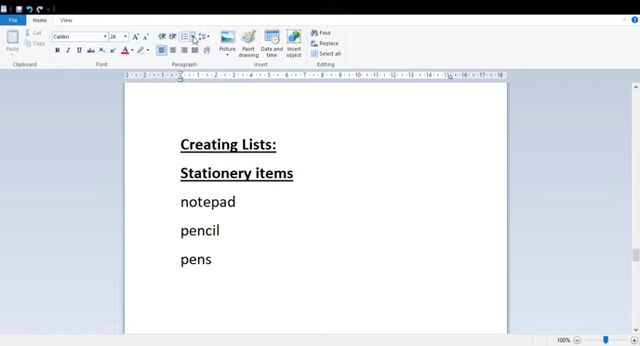 File Home View
Calibri 26
Paste
Cut
Copy
Clipboard
Font
Paragraph
Picture
Paint drawing
Date and time
Insert object
Insert
Find
Replace
Select all
Editing
Creating Lists:
Stationery items
notepad
pencil
pens
100%